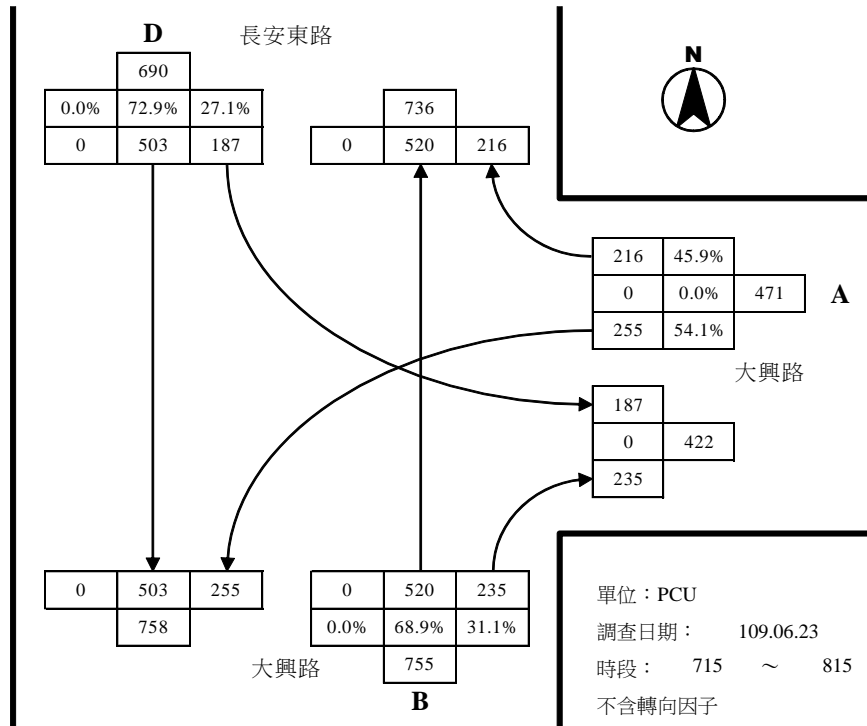 D 長安東路
N
690
0.0% 72.9% 27.1%
0 503 187
736
0 520 216
216 45.9%
0 0.0% 471 A
255 54.1%
大興路
187
0 422
235
0 503 255
758
0 520 235
0.0% 68.9% 31.1%
755
大興路
B
單位：PCU
調查日期： 109.06.23
時段： 715 ～ 815
不含轉向因子